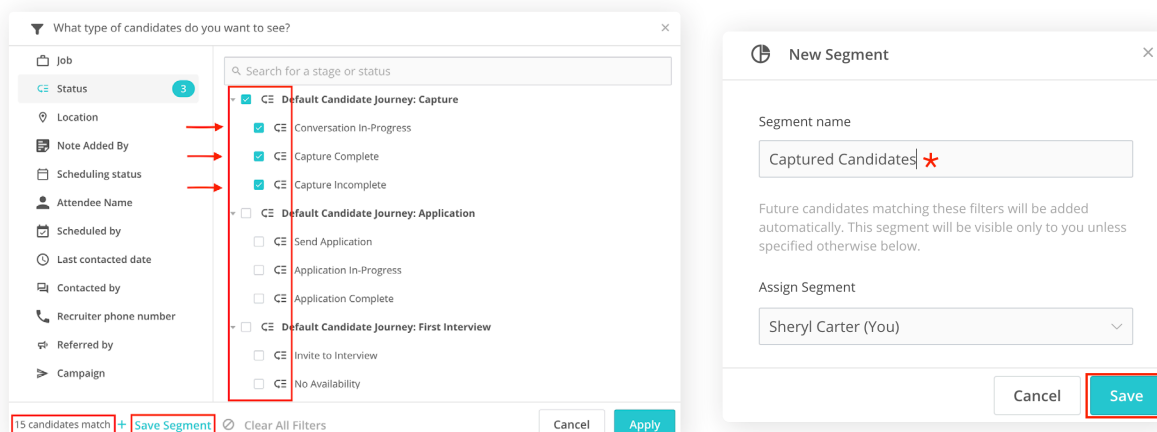 What type of candidates do you want to see?
Job
Status
3
Location
Note Added By
Scheduling status
Attendee Name
Scheduled by
Last contacted date
Contacted by
Recruiter phone number
Referred by
Campaign
Search for a stage or status
Default Candidate Journey: Capture
Conversation In-Progress
Capture Complete
Capture Incomplete
Default Candidate Journey: Application
Send Application
Application In-Progress
Application Complete
Default Candidate Journey: First Interview
Invite to Interview
No Availability
15 candidates match + Save Segment
Clear All Filters
Cancel
Apply
New Segment
Segment name
Captured Candidates
Future candidates matching these filters will be added
automatically. This segment will be visible only to you unless
specified otherwise below.
Assign Segment
Sheryl Carter (You)
Cancel
Save